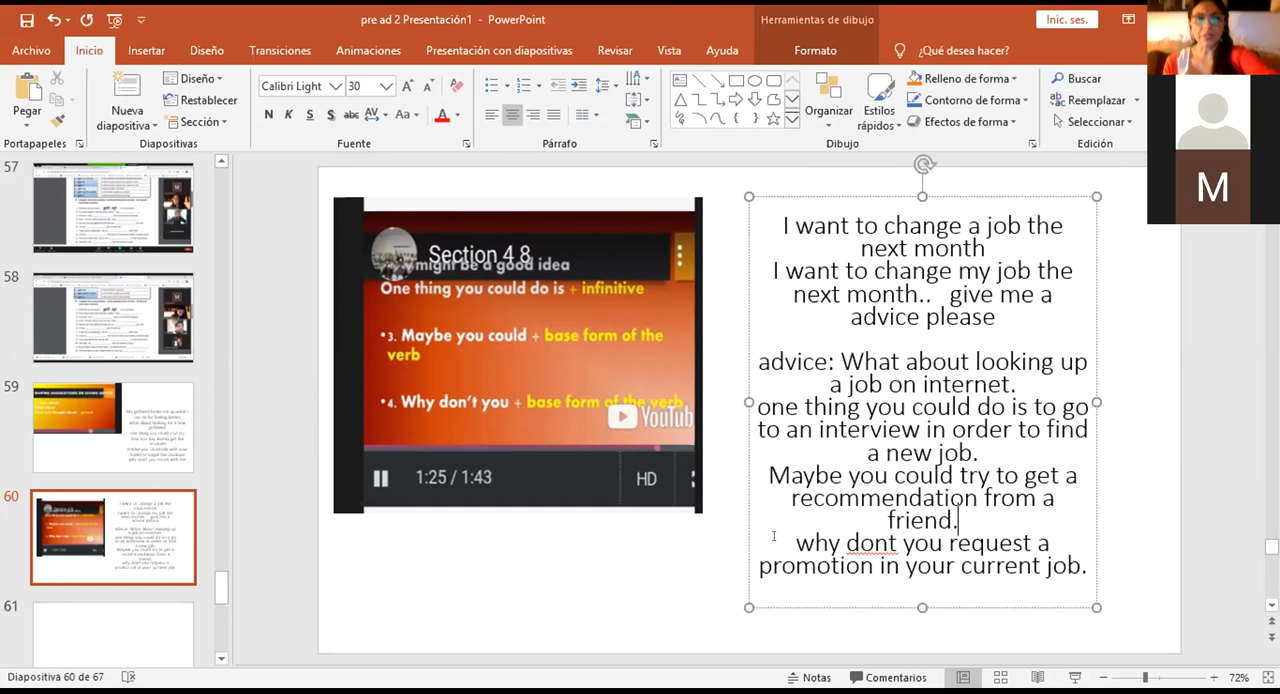 pre ad 2 Presentación1 - PowerPoint
Herramientas de dibujo
Inic. ses.
Archivo
Inicio
Insertar
Diseño
Transiciones
Animaciones
Presentación con diapositivas
Revisar
Vista
Ayuda
Formato
¿Qué desea hacer?
Pegar
Nueva diapositiva
Diseño
Restablecer
Sección
Calibri Light
30
N K S S abc AV Aa A
Organizar
Estilos rápidos
Relleno de forma
Contorno de forma
Efectos de forma
Buscar
Reemplazar
Seleccionar
Portapapeles
Diapositivas
Fuente
Párrafo
Dibujo
Edición
M
57
58
59
60
61
Section 4.8
might be a good idea
One thing you could do is + infinitive
•3. Maybe you could + base form of the
verb
•4. Why don't you + base form of the verb
YouTub
1:25 / 1:43
HD
I want to change a job the
next month
I want to change my job the
next month.. give me a
advice please
advice: What about looking up
a job on internet.
one thing you could do is to go
to an interview in order to find
a new job.
Maybe you could try to get a
recommendation from a
friend.
why dont you request a
promotion in your current job.
Diapositiva 60 de 67
Notas
Comentarios
72%